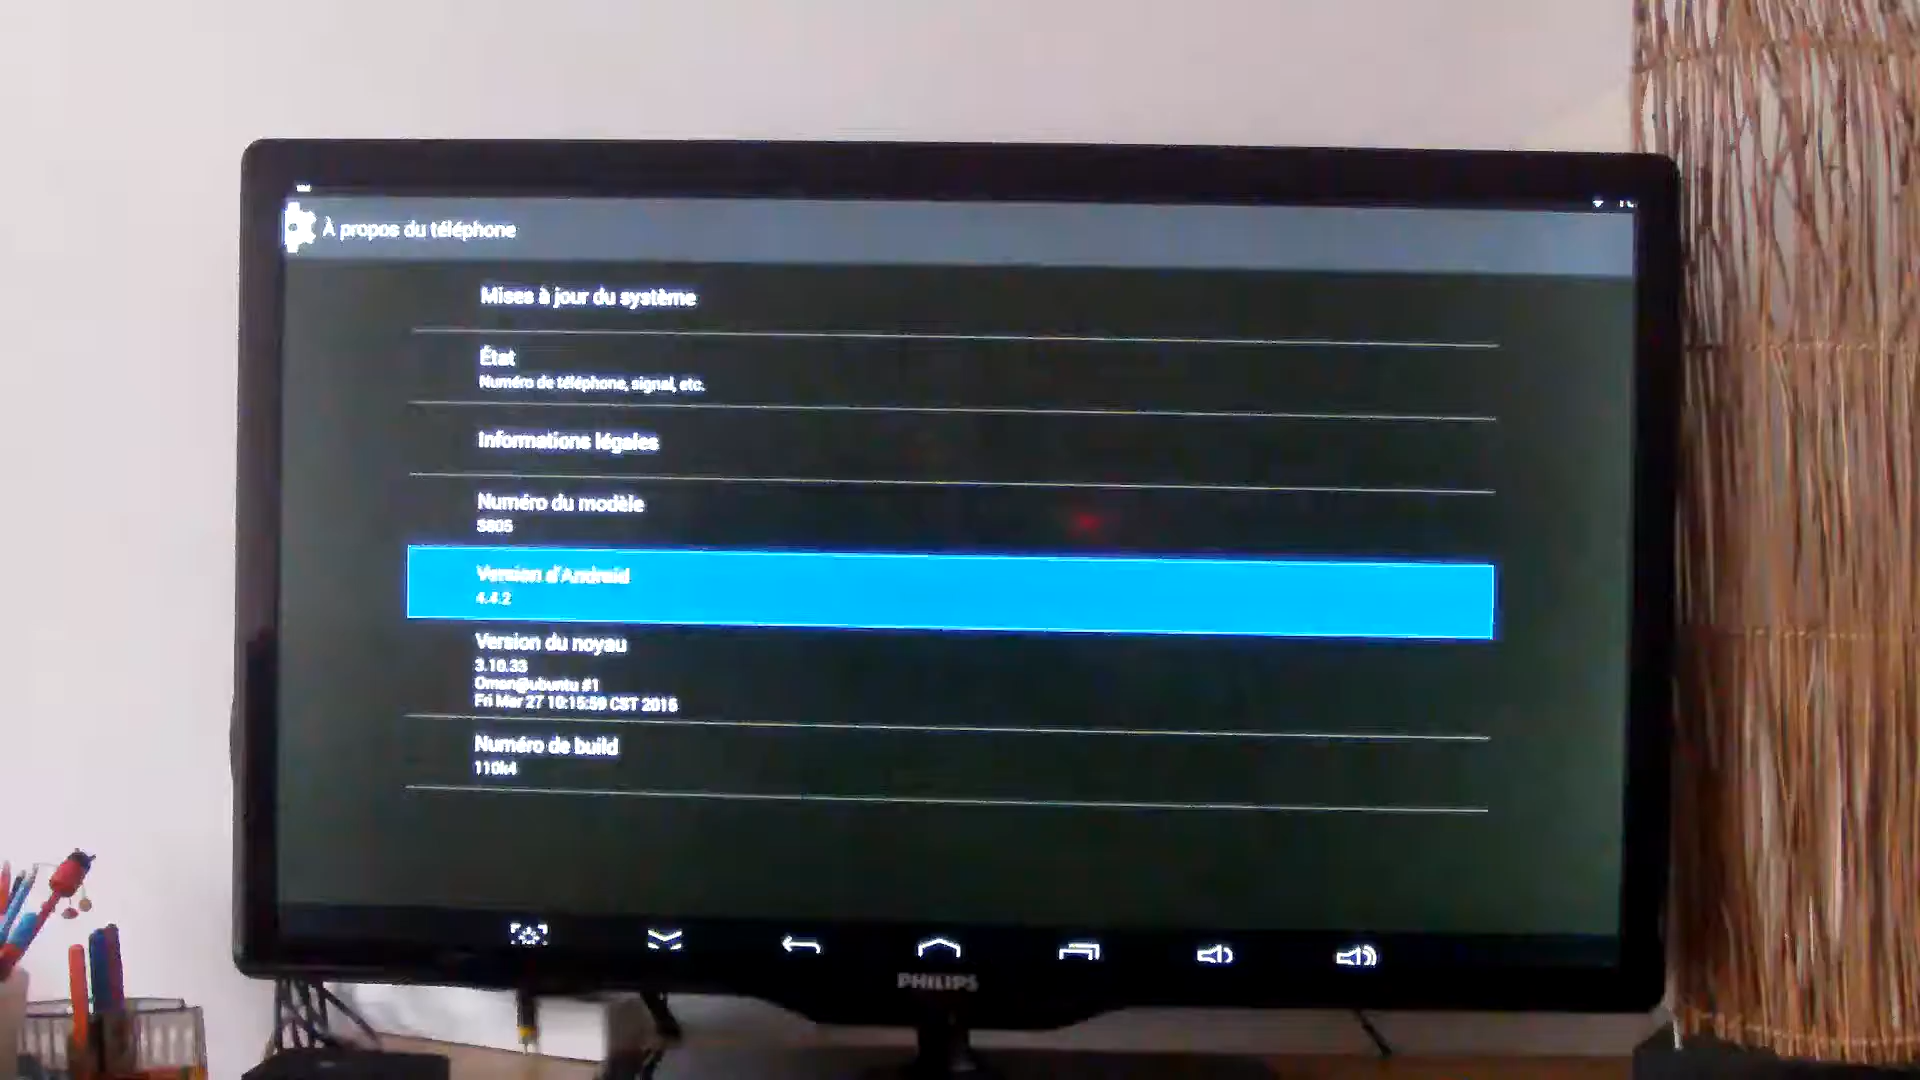 À propos du téléphone
Mises à jour du système
État
Numéro de téléphone, signal, etc.
Informations légales
Numéro du modèle
S805
Version d'Android
4.4.2
Version du noyau
3.10.33
#1
Fri Mar 27 10:15:59 CST 2015
Numéro de build
110k4
PHILIPS